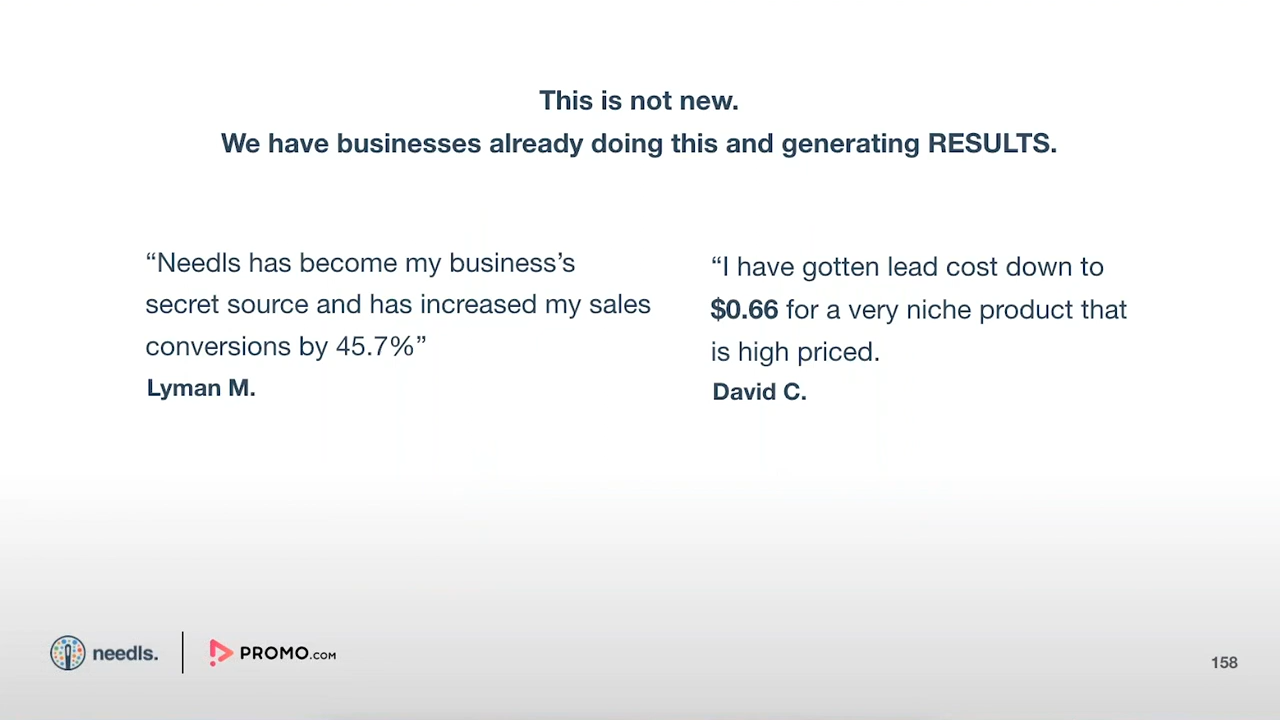 This is not new.
We have businesses already doing this and generating RESULTS.
“Needls has become my business’s
secret source and has increased my sales
conversions by 45.7%”
Lyman M.
“I have gotten lead cost down to
$0.66 for a very niche product that
is high priced.
David C.
needls.
PROMO.COM
158